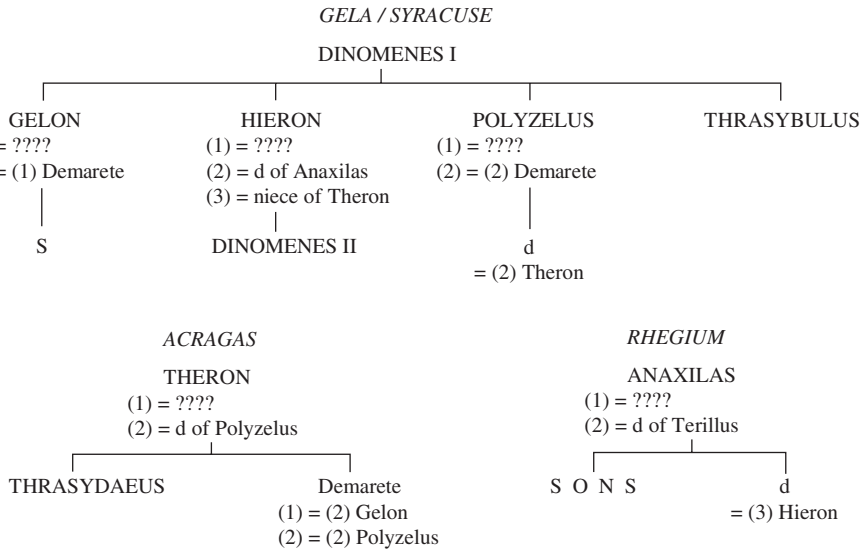 GELA / SYRACUSE
DINOMENES I
GELON HIERON POLYZELUS THRASYBULUS
= ???? (1) = ???? (1) = ????
= (1) Demarete (2) = d of Anaxilas (2) = (2) Demarete
(3) = niece of Theron
S DINOMENES II d
= (2) Theron
ACRAGAS RHEGIUM
THERON ANAXILAS
(1) = ???? (1) = ????
(2) = d of Polyzelus (2) = d of Terillus
THRASYDAEUS Demarete S O N S d
(1) = (2) Gelon = (3) Hieron
(2) = (2) Polyzelus